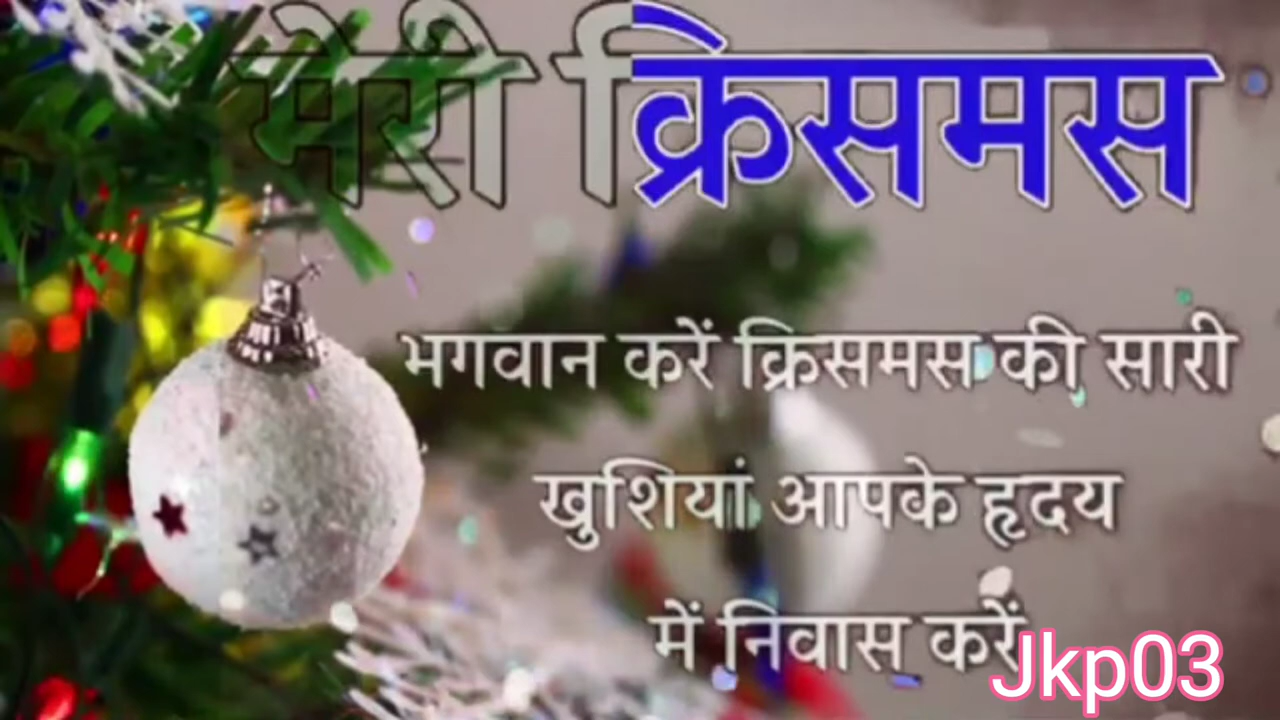 मेरी क्रिसमस
भगवान करें क्रिसमस की सारी
खुशियां आपके हृदय
में निवास करें
Jkp03